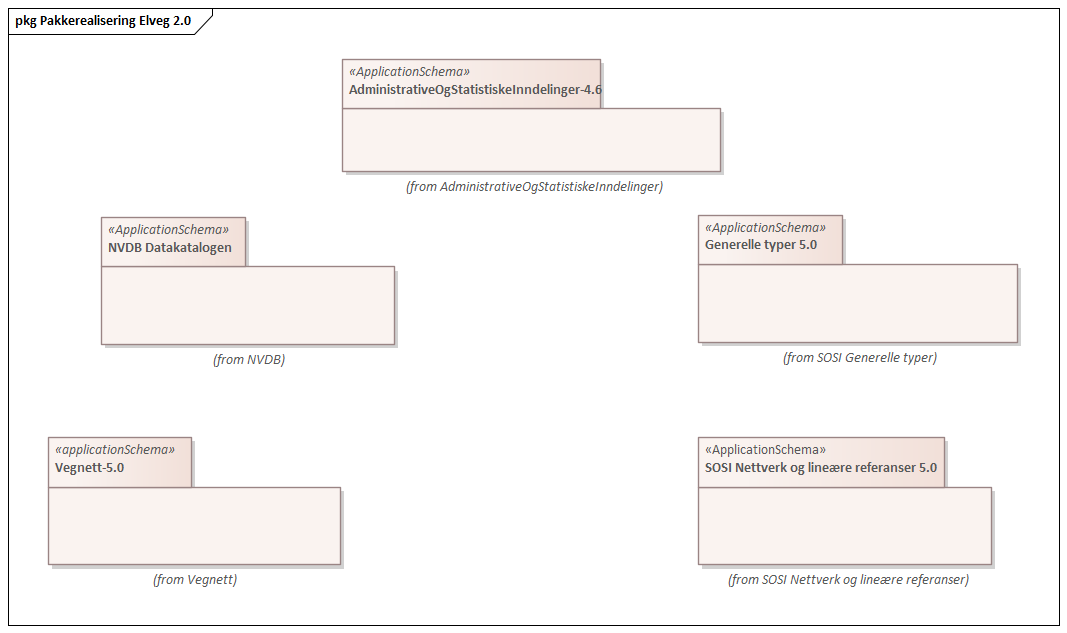 pkg Pakkerealisering Elveg 2.0
«ApplicationSchema»
AdministrativeOgStatistiskeInndelinger-4.6
(from AdministrativeOgStatistiskeInndelinger)
«ApplicationSchema»
NVDB Datakatalogen
(from NVDB)
«ApplicationSchema»
Generelle typer 5.0
(from SOSI Generelle typer)
«applicationSchema»
Vegnett-5.0
(from Vegnett)
«ApplicationSchema»
SOSI Nettverk og lineære referanser 5.0
(from SOSI Nettverk og lineære referanser)